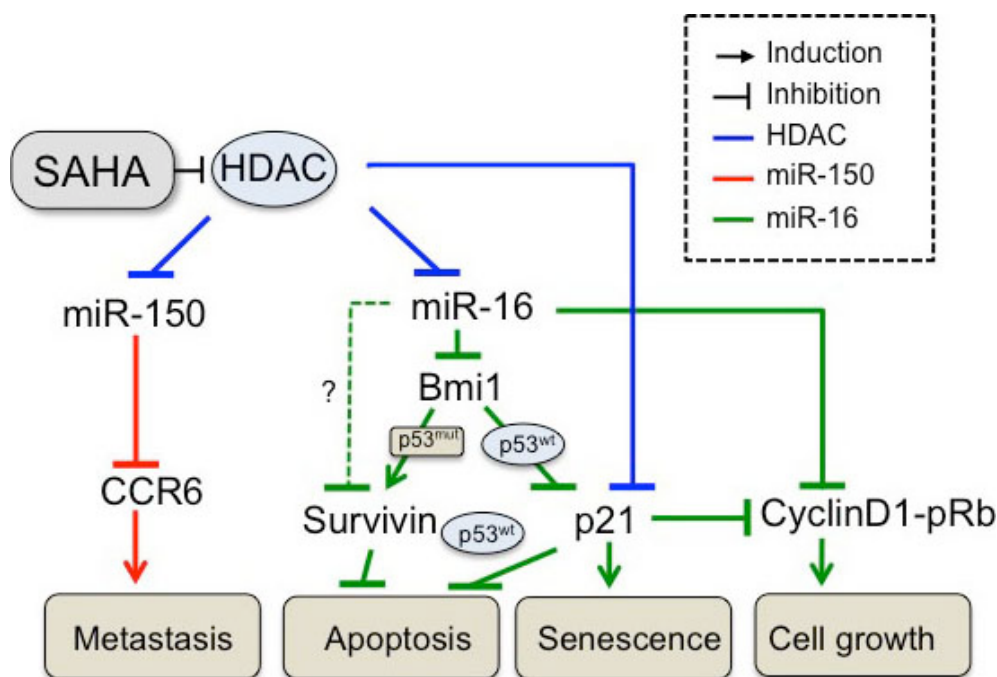 Induction
Inhibition
HDAC
miR-150
miR-16
SAHA
HDAC
miR-150
miR-16
?
Bmi1
p53mut
p53wt
CCR6
Survivin
p53wt
p21
CyclinD1-pRb
Metastasis
Apoptosis
Senescence
Cell growth